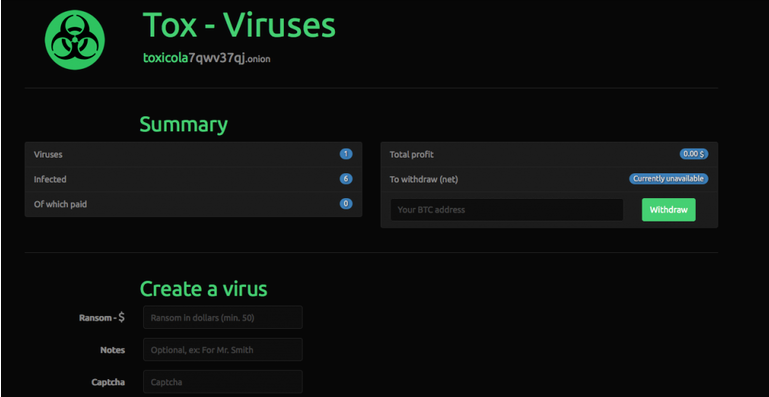 Tox - Viruses
toxicola7qwv37qj.onion
Summary
Viruses 1
Infected 6
Of which paid 0
Total profit 0.00 $
To withdraw (net) Currently unavailable
Your BTC address Withdraw
Create a virus
Ransom - $ Ransom in dollars (min. 50)
Notes Optional, ex: For Mr. Smith
Captcha Captcha